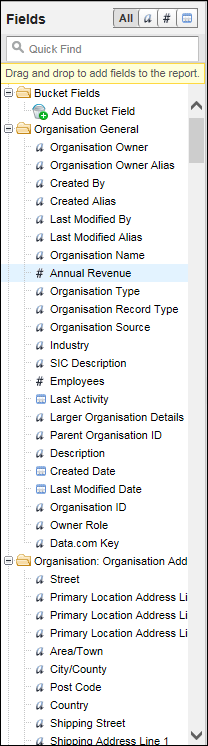 Fields
All a #
Quick Find
Drag and drop to add fields to the report.
Bucket Fields
Add Bucket Field
Organisation General
a Organisation Owner
a Organisation Owner Alias
a Created By
a Created Alias
a Last Modified By
a Last Modified Alias
a Organisation Name
# Annual Revenue
a Organisation Type
a Organisation Record Type
a Organisation Source
a Industry
a SIC Description
# Employees
Last Activity
a Larger Organisation Details
a Parent Organisation ID
a Description
Created Date
Last Modified Date
a Organisation ID
a Owner Role
a Data.com Key
Organisation: Organisation Add
a Street
a Primary Location Address Li
a Primary Location Address Li
a Primary Location Address Li
a Area/Town
a City/County
a Post Code
a Country
a Shipping Street
a Shipping Address Line 1